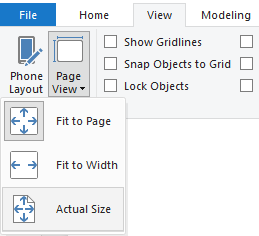 File Home View Modeling
Phone Layout
Page View
Show Gridlines
Snap Objects to Grid
Lock Objects
Fit to Page
Fit to Width
Actual Size